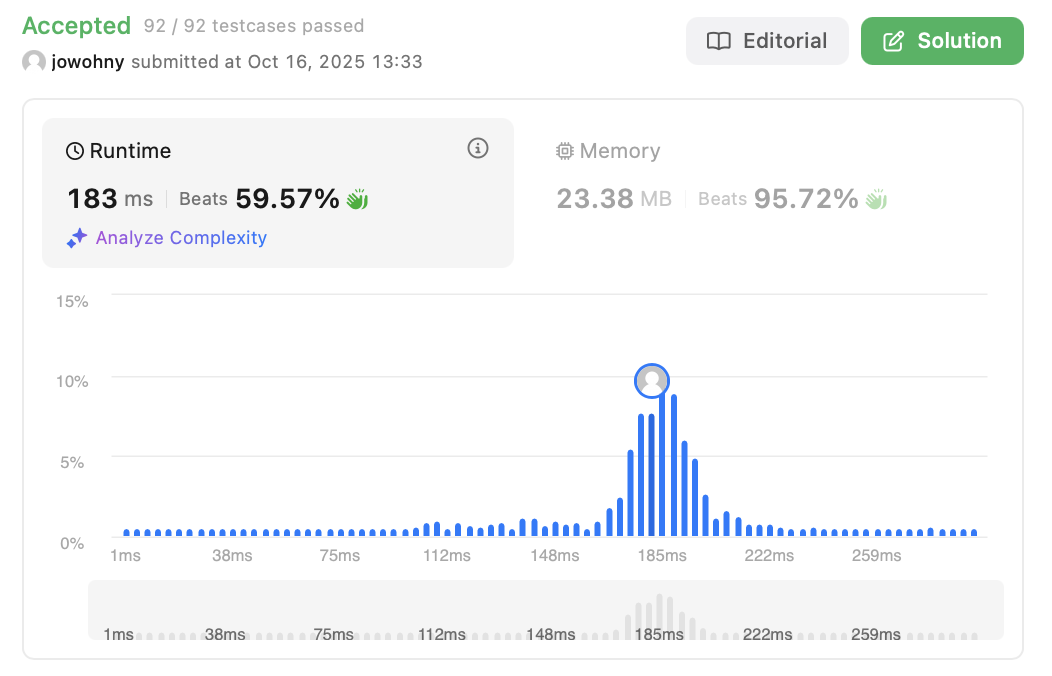 Accepted 92 / 92 testcases passed
jowohny submitted at Oct 16, 2025 13:33
Editorial
Solution
Runtime
183 ms Beats 59.57%
Analyze Complexity
Memory
23.38 MB Beats 95.72%
15%
10%
5%
0%
1ms 38ms 75ms 112ms 148ms 185ms 222ms 259ms
1ms 38ms 75ms 112ms 148ms 185ms 222ms 259ms